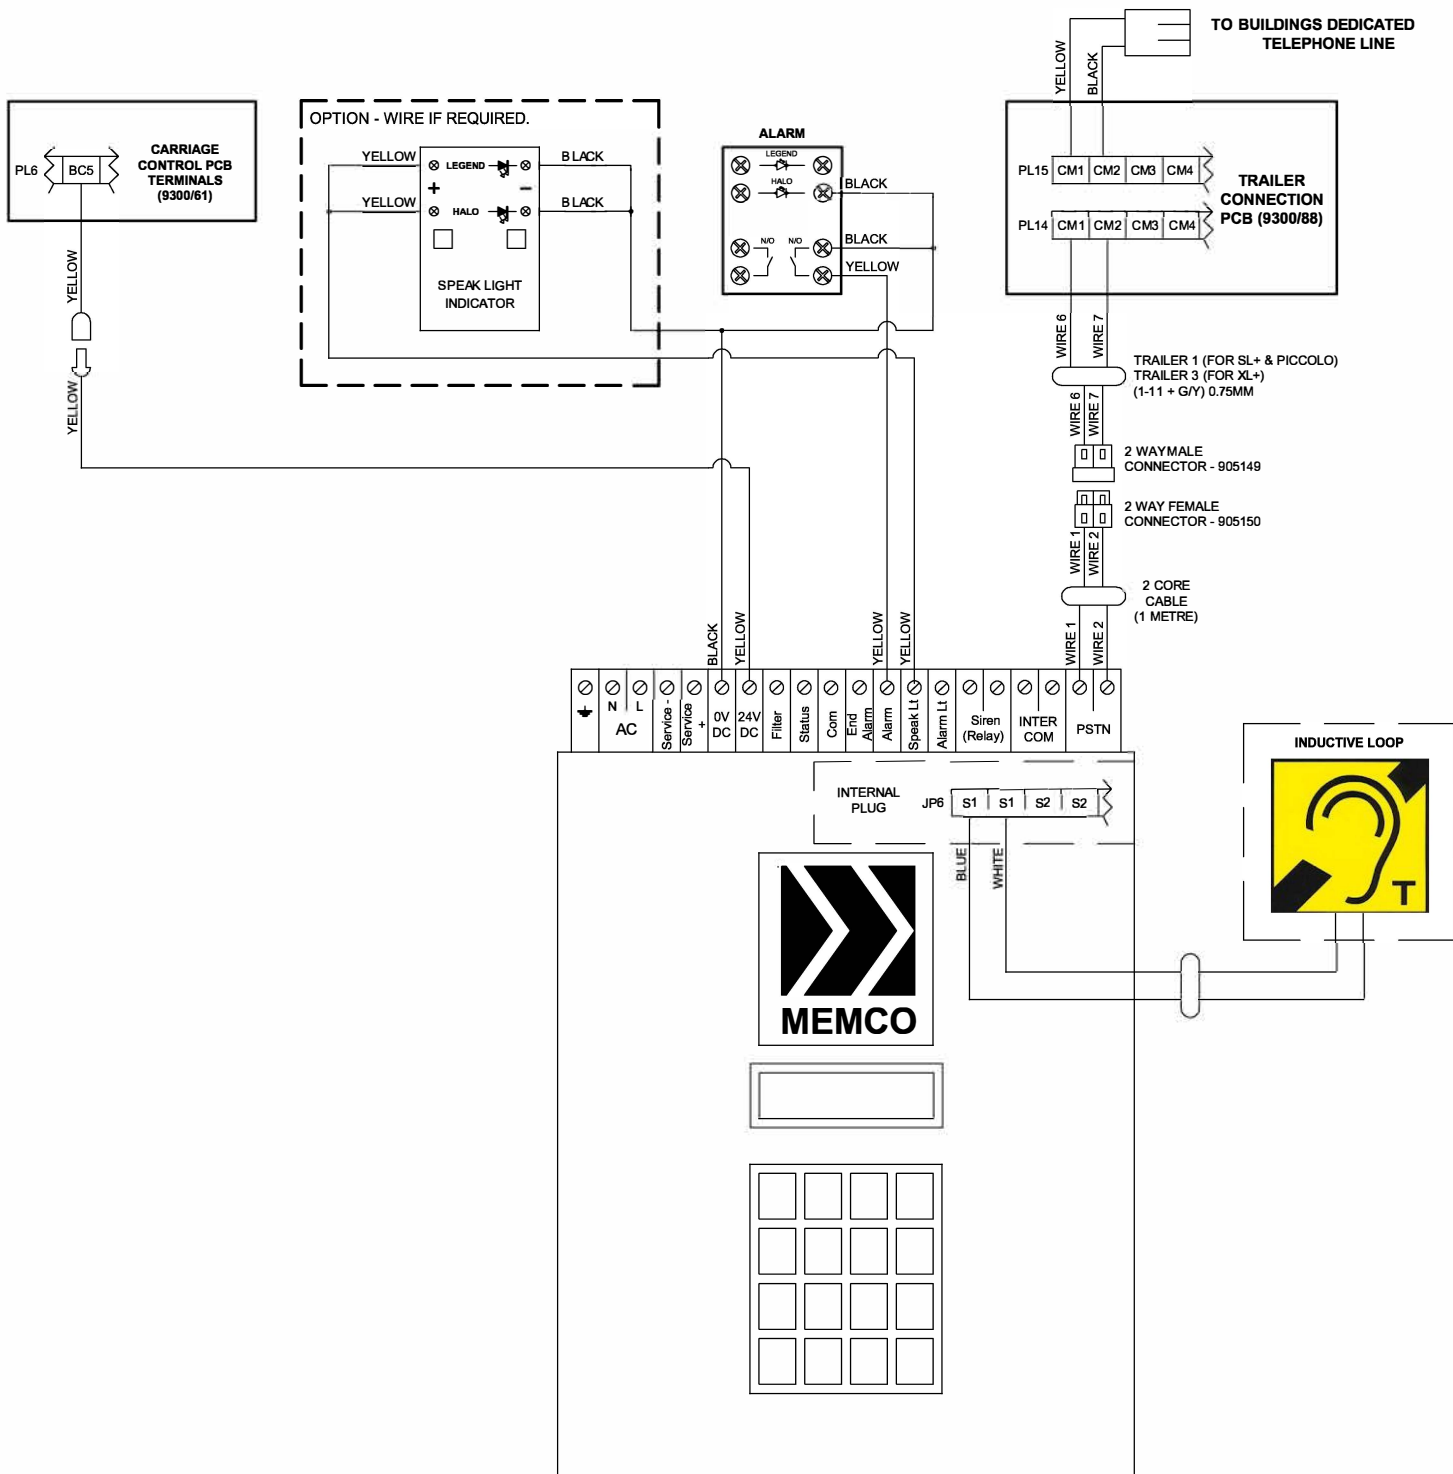 TO BUILDINGS DEDICATED
TELEPHONE LINE
YELLOW
BLACK
CARRIAGE
CONTROL PCB
TERMINALS
(9300/61)
PL6
BC5
YELLOW
YELLOW
OPTION - WIRE IF REQUIRED.
YELLOW
LEGEND
BLACK
+
−
YELLOW
HALO
BLACK
SPEAK LIGHT
INDICATOR
ALARM
LEGEND
HALO
BLACK
N/O
N/O
BLACK
YELLOW
PL15
CM1
CM2
CM3
CM4
PL14
CM1
CM2
CM3
CM4
TRAILER
CONNECTION
PCB (9300/88)
WIRE 6
WIRE 7
TRAILER 1 (FOR SL+ & PICCOLO)
TRAILER 3 (FOR XL+)
(1-11 + G/Y) 0.75MM
WIRE 6
WIRE 7
2 WAYMALE
CONNECTOR - 905149
2 WAY FEMALE
CONNECTOR - 905150
WIRE 1
WIRE 2
2 CORE
CABLE
(1 METRE)
WIRE 1
WIRE 2
BLACK
YELLOW
YELLOW
YELLOW
N
L
AC
Service -
Service
+
0V
DC
24V
DC
Filter
Status
Com
End
Alarm
Alarm
Speak Lt
Alarm Lt
Siren
(Relay)
INTER
COM
PSTN
INTERNAL
PLUG
JP6
S1
S1
S2
S2
BLUE
WHITE
INDUCTIVE LOOP
T
MEMCO